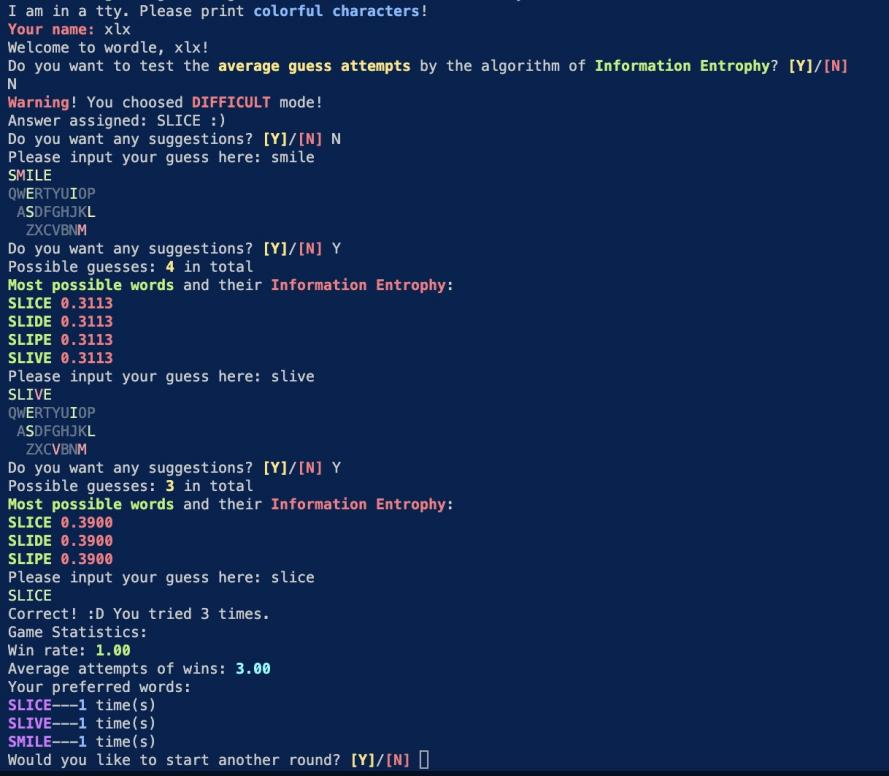 I am in a tty. Please print colorful characters!
Your name: xlx
Welcome to wordle, xlx!
Do you want to test the average guess attempts by the algorithm of Information Entrophy? [Y]/[N]
N
Warning! You choosed DIFFICULT mode!
Answer assigned: SLICE :)
Do you want any suggestions? [Y]/[N] N
Please input your guess here: smile
SMILE
QWERTYUIOP
 ASDFGHJKL
  ZXCVBNM
Do you want any suggestions? [Y]/[N] Y
Possible guesses: 4 in total
Most possible words and their Information Entrophy:
SLICE 0.3113
SLIDE 0.3113
SLIPE 0.3113
SLIVE 0.3113
Please input your guess here: slive
SLIVE
QWERTYUIOP
 ASDFGHJKL
  ZXCVBNM
Do you want any suggestions? [Y]/[N] Y
Possible guesses: 3 in total
Most possible words and their Information Entrophy:
SLICE 0.3900
SLIDE 0.3900
SLIPE 0.3900
Please input your guess here: slice
SLICE
Correct! :D You tried 3 times.
Game Statistics:
Win rate: 1.00
Average attempts of wins: 3.00
Your preferred words:
SLICE---1 time(s)
SLIVE---1 time(s)
SMILE---1 time(s)
Would you like to start another round? [Y]/[N]